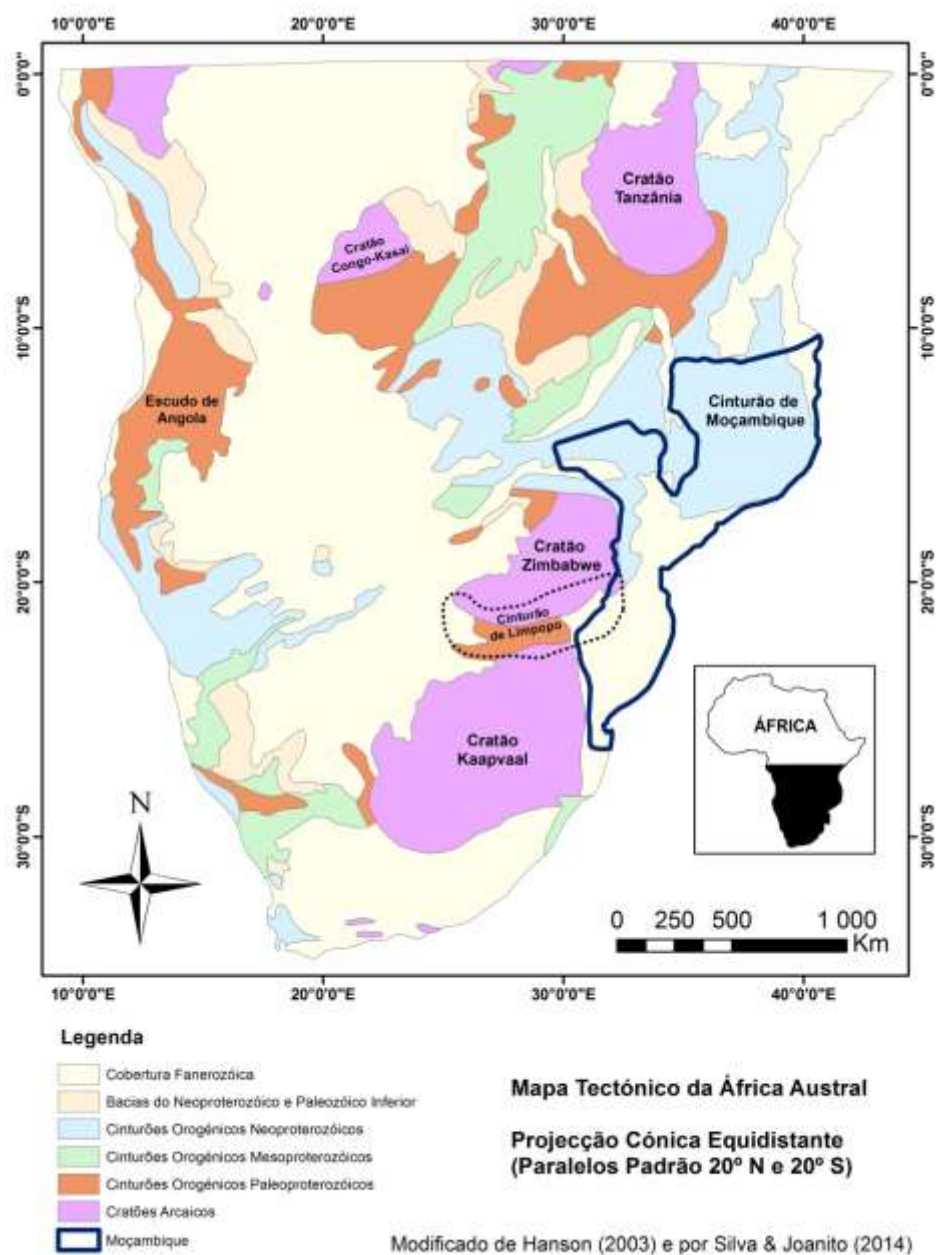 10°0'0"E
20°0'0"E
30°0'0"E
40°0'0"E
0°0'0"
0°0'0"
10°0'0"S
10°0'0"S
20°0'0"S
20°0'0"S
30°0'0"S
30°0'0"S
Cratão
Tanzânia
Cratão
Congo-Kasai
Escudo de
Angola
Cinturão de
Moçambique
Cratão
Zimbabwe
Cinturão
de Limpopo
Cratão
Kaapvaal
ÁFRICA
N
0 250 500 1 000
Km
10°0'0"E
20°0'0"E
30°0'0"E
40°0'0"E
Legenda
Cobertura Fanerozóica
Bacias do Neoproterozóico e Paleozóico Inferior
Cinturões Orogénicos Neoproterozóicos
Cinturões Orogénicos Mesoproterozóicos
Cinturões Orogénicos Paleoproterozóicos
Cratões Arcaicos
Moçambique
Mapa Tectónico da África Austral
Projecção Cónica Equidistante
(Paralelos Padrão 20º N e 20º S)
Modificado de Hanson (2003) e por Silva & Joanito (2014)